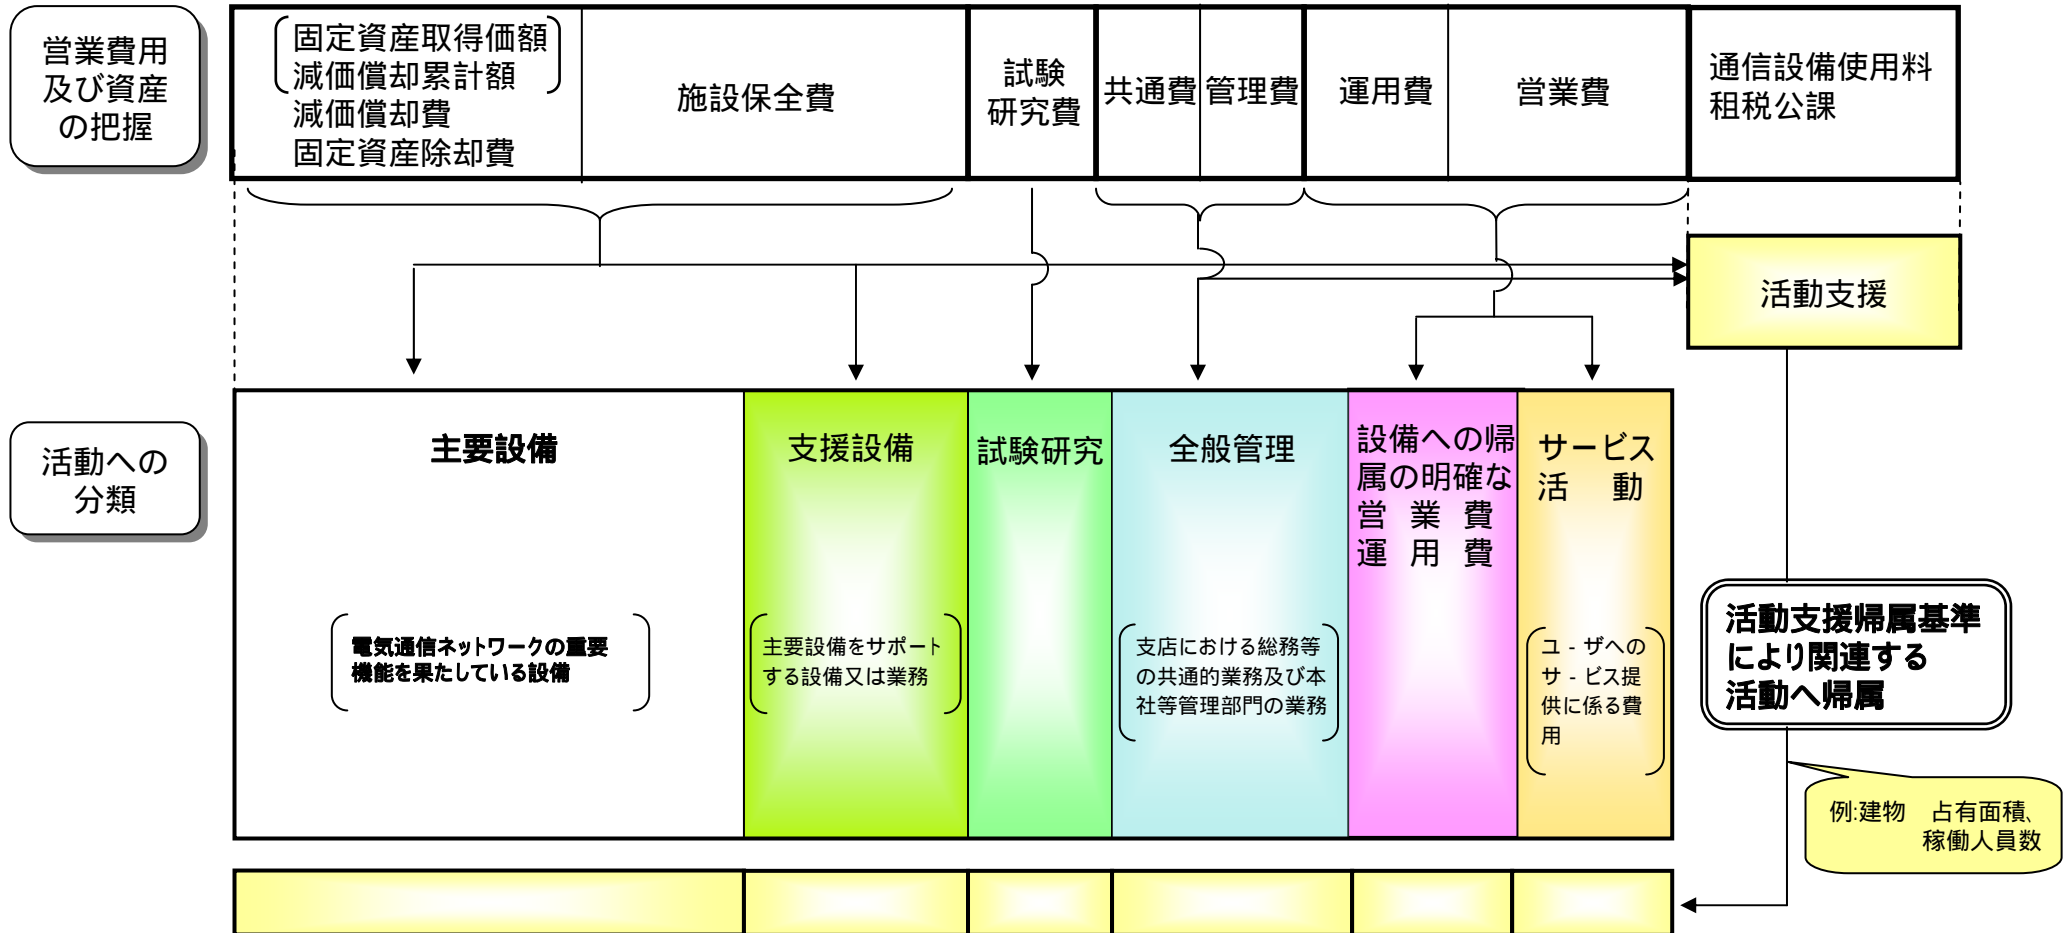 営業費用
及び資産
の把握
固定資産取得価額
減価償却累計額
減価償却費
固定資産除却費
施設保全費
試験
研究費
共通費
管理費
運用費
営業費
通信設備使用料
租税公課
活動支援
活動への
分類
主要設備
電気通信ネットワークの重要
機能を果たしている設備
支援設備
主要設備をサポート
する設備又は業務
試験研究
全般管理
支店における総務等
の共通的業務及び本
社等管理部門の業務
設備への帰
属の明確な
営 業 費
運 用 費
サービス
活 動
ユ - ザへの
サ - ビス提
供に係る費
用
活動支援帰属基準
により関連する
活動へ帰属
例:建物 占有面積、
稼働人員数